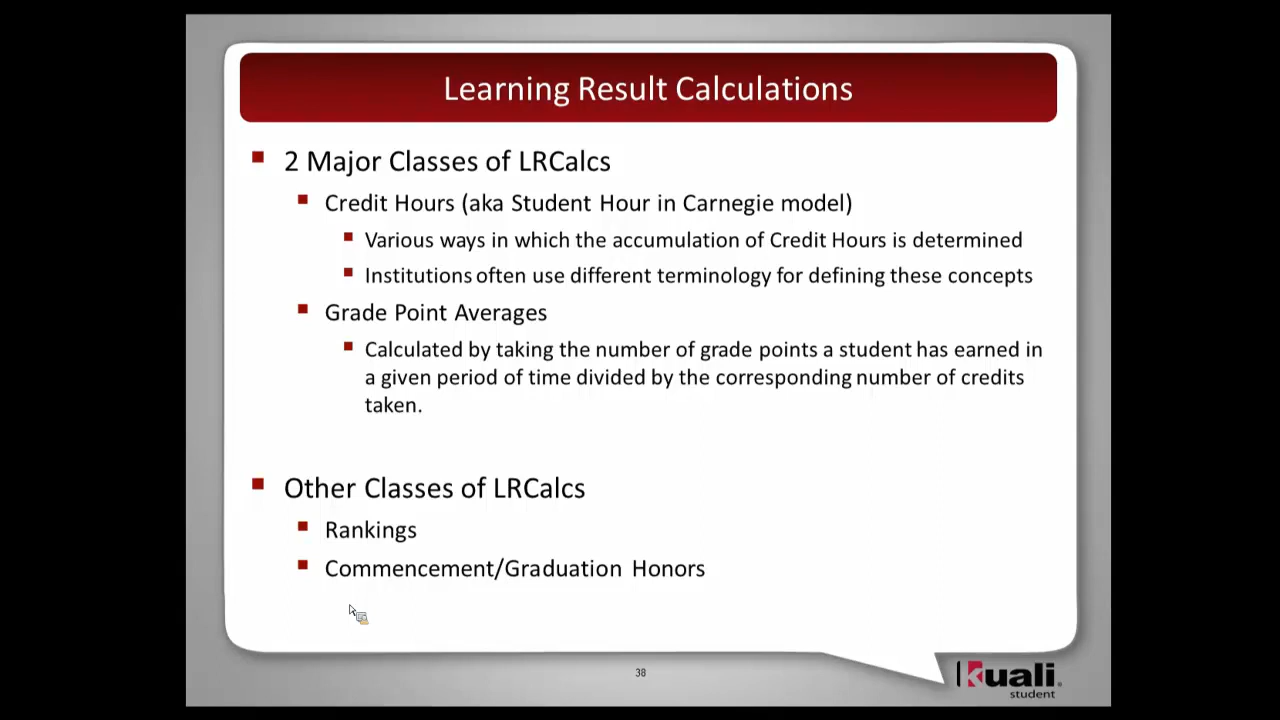 Learning Result Calculations
2 Major Classes of LRCalcs
Credit Hours (aka Student Hour in Carnegie model)
Various ways in which the accumulation of Credit Hours is determined
Institutions often use different terminology for defining these concepts
Grade Point Averages
Calculated by taking the number of grade points a student has earned in
a given period of time divided by the corresponding number of credits
taken.
Other Classes of LRCalcs
Rankings
Commencement/Graduation Honors
38
kuali
student